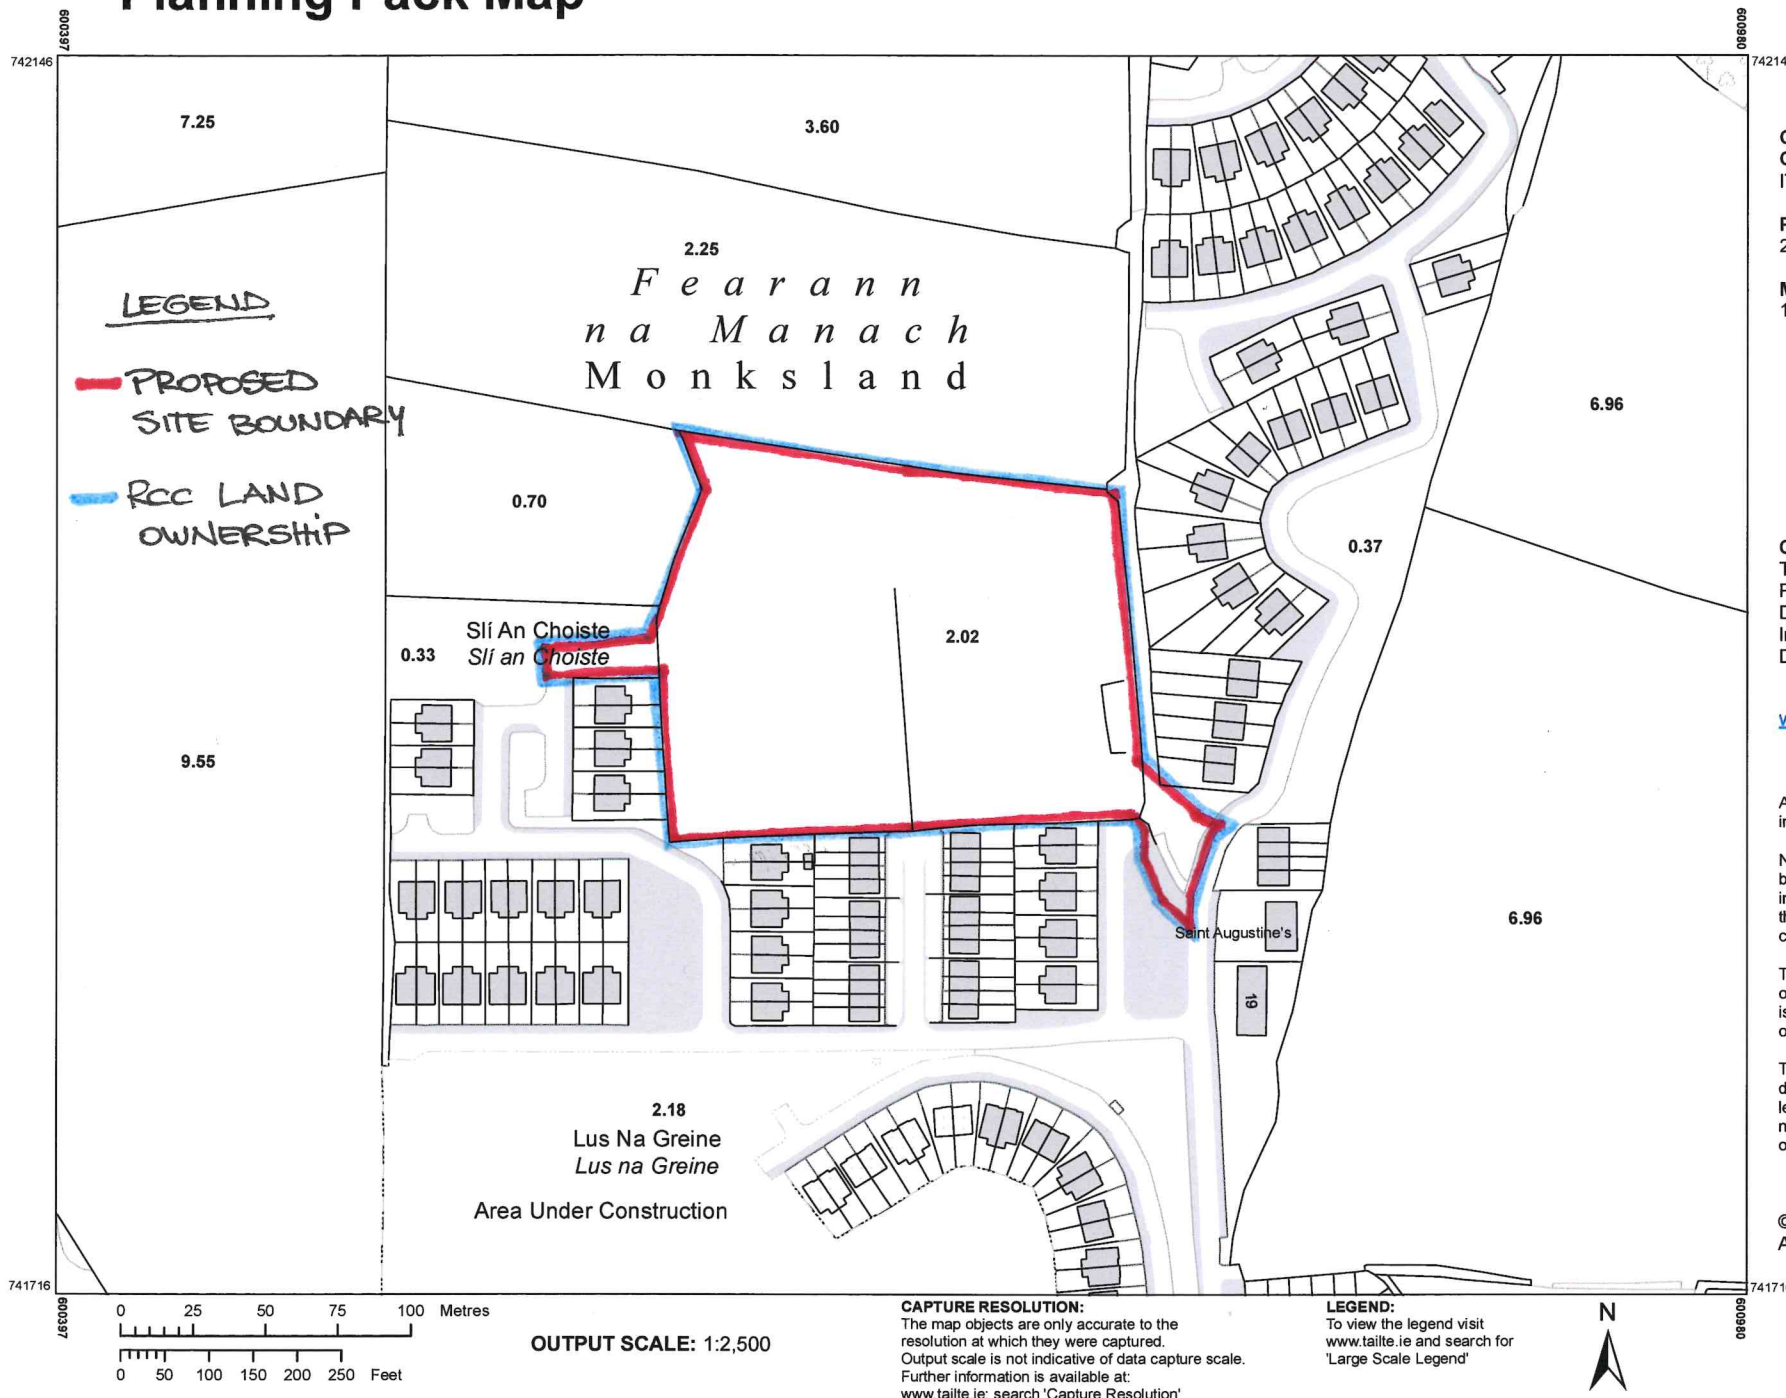 Planning Pack Map
600397
600980
742146
742146
7.25
3.60
2.25
Fearann
na Manach
Monksland
LEGEND
PROPOSED
SITE BOUNDARY
RCC LAND
OWNERSHIP
6.96
0.70
0.37
Slí An Choiste
Slí an Choiste
0.33
2.02
9.55
6.96
Saint Augustine's
19
2.18
Lus Na Greine
Lus na Greine
Area Under Construction
741716
600397
600980
0 25 50 75 100 Metres
0 50 100 150 200 250 Feet
OUTPUT SCALE: 1:2,500
CAPTURE RESOLUTION:
The map objects are only accurate to the
resolution at which they were captured.
Output scale is not indicative of data capture scale.
Further information is available at:
www.tailte.ie; search 'Capture Resolution'
LEGEND:
To view the legend visit
www.tailte.ie and search for
'Large Scale Legend'
N